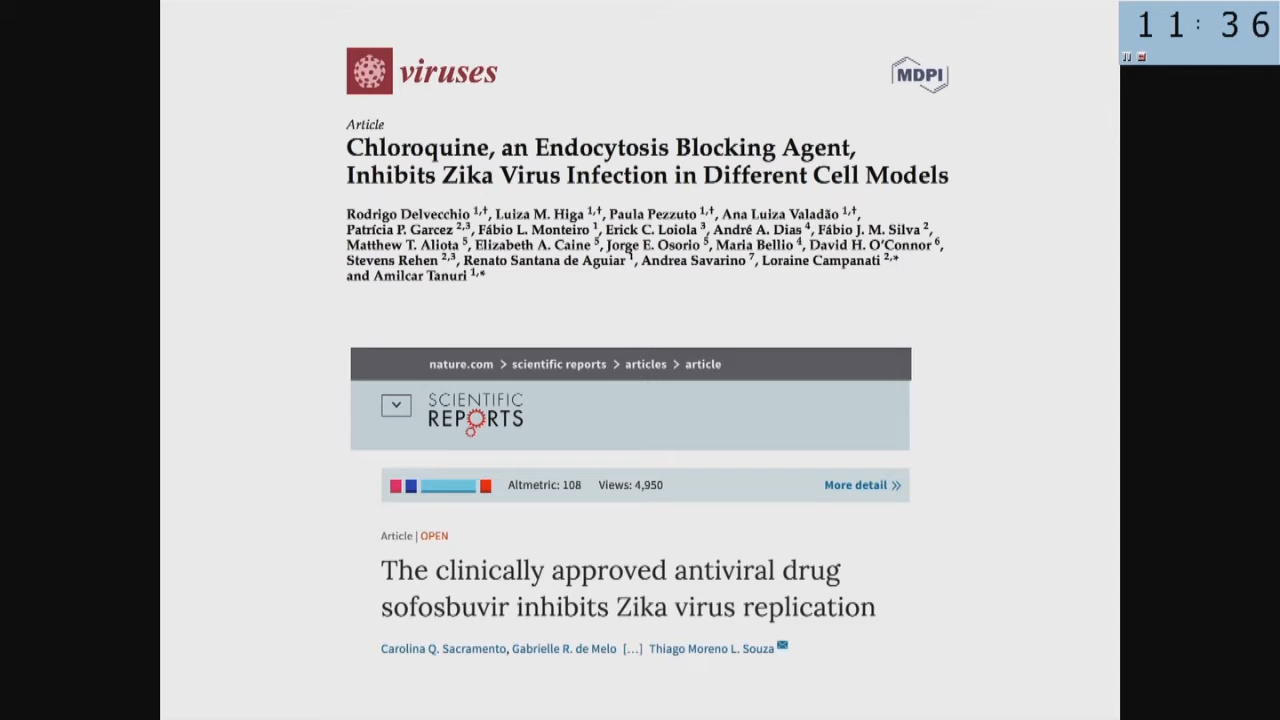 11:36
viruses
MDPI
Article
Chloroquine, an Endocytosis Blocking Agent,
Inhibits Zika Virus Infection in Different Cell Models
Rodrigo Delvecchio 1,†, Luiza M. Higa 1,†, Paula Pezzuto 1,†, Ana Luiza Valadão 1,†,
Patrícia P. Garcez 2,3, Fábio L. Monteiro 1, Erick C. Loiola 3, André A. Dias 4, Fábio J. M. Silva 2,
Matthew T. Aliota 5, Elizabeth A. Caine 5, Jorge E. Osorio 5, Maria Bellio 4, David H. O’Connor 6,
Stevens Rehen 2,3, Renato Santana de Aguiar 1, Andrea Savarino 7, Loraine Campanati 2,*
and Amilcar Tanuri 1,*
nature.com > scientific reports > articles > article
SCIENTIFIC
REPORTS
Altmetric: 108 Views: 4,950 More detail »
Article | OPEN
The clinically approved antiviral drug
sofosbuvir inhibits Zika virus replication
Carolina Q. Sacramento, Gabrielle R. de Melo […] Thiago Moreno L. Souza